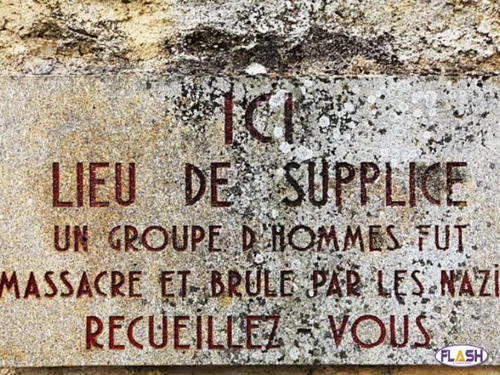 ICI
LIEU DE SUPPLICE
UN GROUPE D'HOMMES FUT
MASSACRE ET BRULE PAR LES NAZI
RECUEILLEZ-VOUS
FLASH